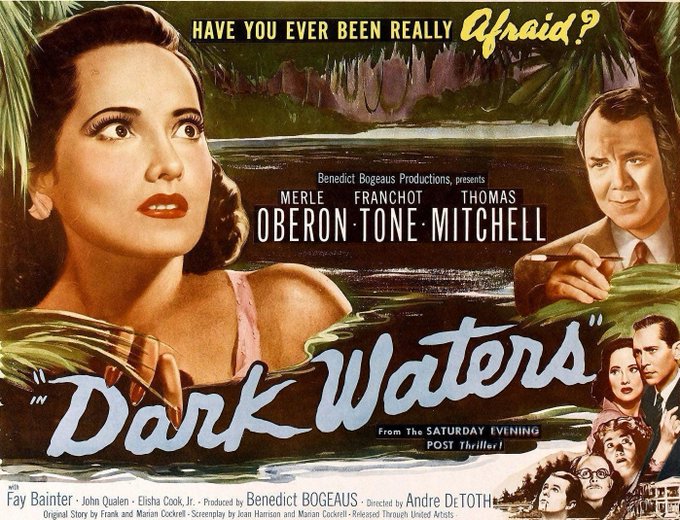 HAVE YOU EVER BEEN REALLY Afraid?
Benedict Bogeaus Productions, presents
MERLE FRANCHOT THOMAS
OBERON · TONE · MITCHELL
IN "Dark Waters"
From The SATURDAY EVENING
POST Thriller!
with
Fay Bainter · John Qualen · Elisha Cook, Jr. · Produced by Benedict BOGEAUS · Directed by Andre DE TOTH
Original Story by Frank and Marian Cockrell · Screenplay by Joan Harrison and Marian Cockrell · Released Through United Artists